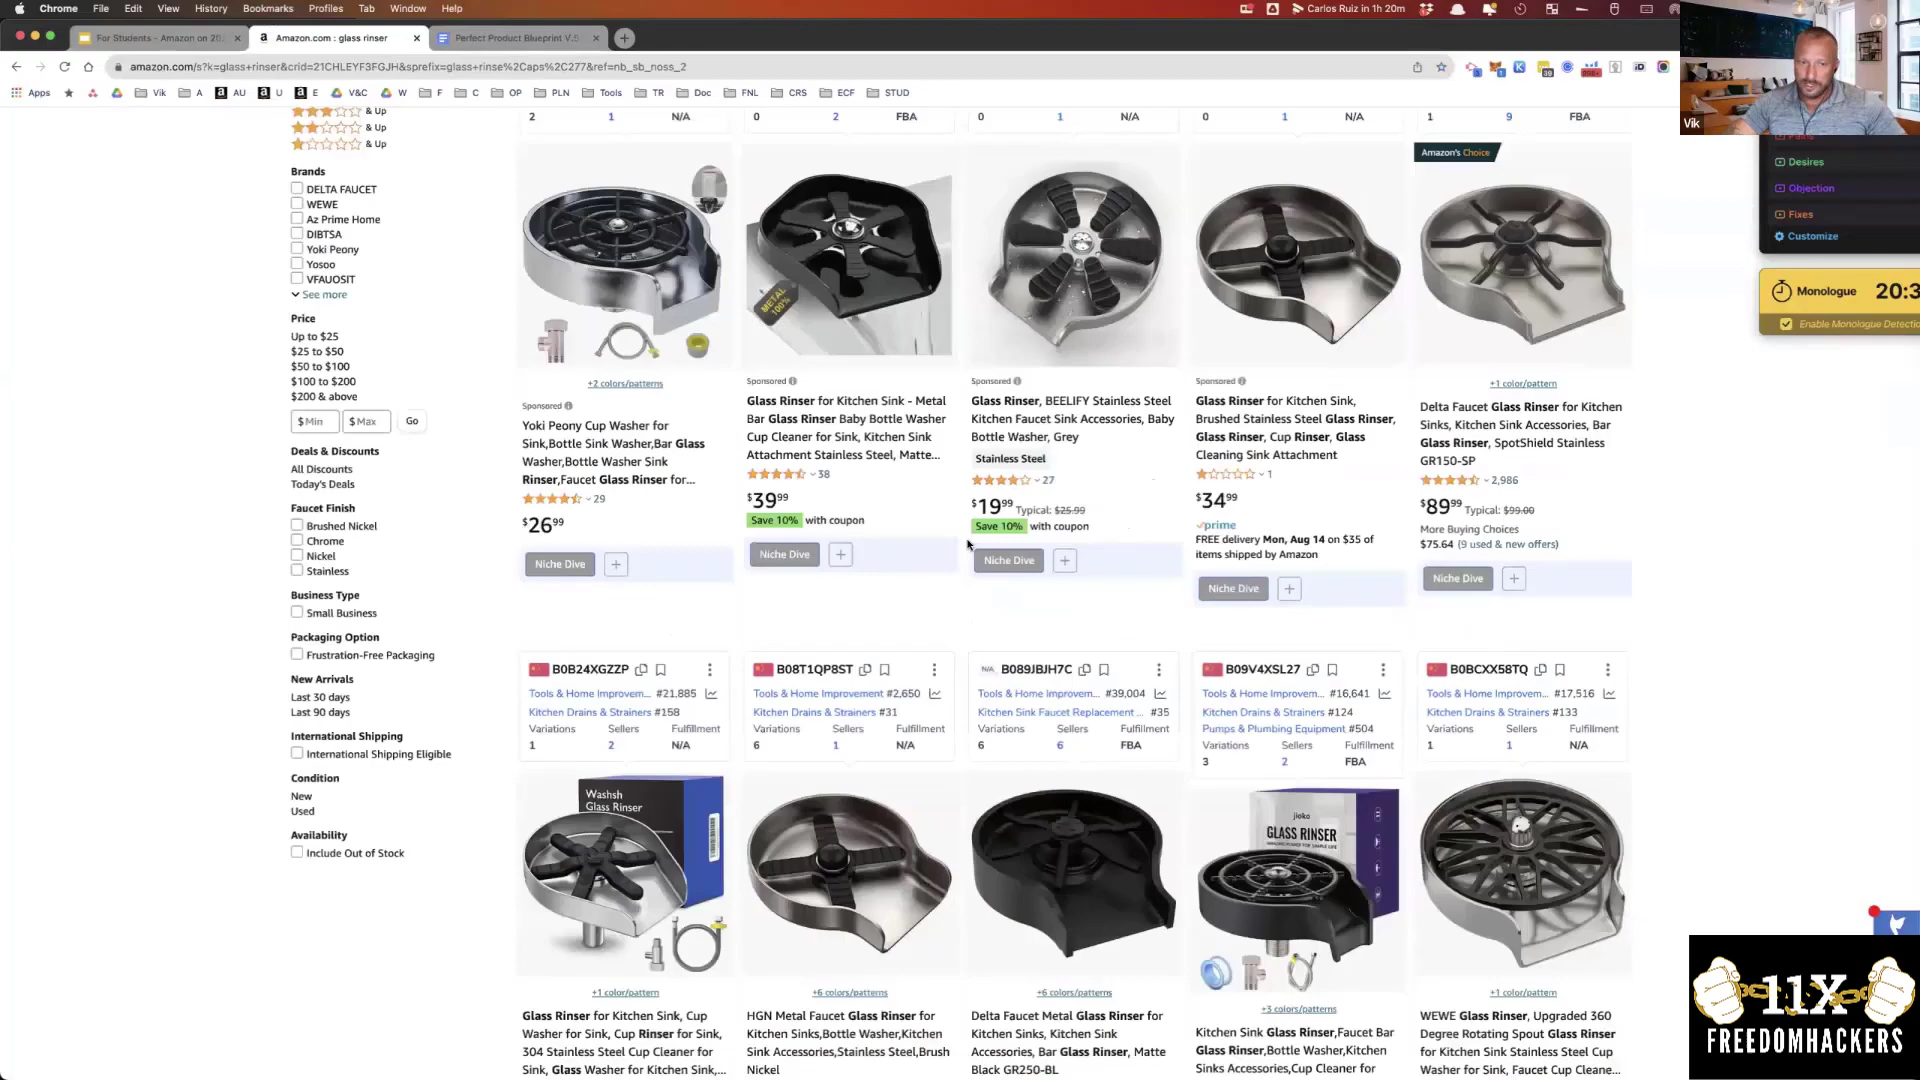 Chrome File Edit View History Bookmarks Profiles Tab Window Help
Carlos Ruiz in 1h 20m
For Students - Amazon on 20
Amazon.com : glass rinser
Perfect Product Blueprint V.5
amazon.com/s?k=glass+rinser&crid=21CHLEYF3FGJH&sprefix=glass+rinse%2Caps%2C277&ref=nb_sb_noss_2
Apps Vik A AU U E V&C W F C OP PLN Tools TR Doc FNL CRS ECF STUD
Vik
& Up
& Up
& Up
Brands
DELTA FAUCET
WEWE
Az Prime Home
DIBTSA
Yoki Peony
Yosoo
VFAUOSIT
See more
Price
Up to $25
$25 to $50
$50 to $100
$100 to $200
$200 & above
$ Min $ Max Go
Deals & Discounts
All Discounts
Today's Deals
Faucet Finish
Brushed Nickel
Chrome
Nickel
Stainless
Business Type
Small Business
Packaging Option
Frustration-Free Packaging
New Arrivals
Last 30 days
Last 90 days
International Shipping
International Shipping Eligible
Condition
New
Used
Availability
Include Out of Stock
2 1 N/A
0 2 FBA
0 1 N/A
0 1 N/A
1 9 FBA
+2 colors/patterns
Sponsored
Yoki Peony Cup Washer for
Sink,Bottle Sink Washer,Bar Glass
Washer,Bottle Washer Sink
Rinser,Faucet Glass Rinser for...
29
$26.99
Niche Dive +
METAL
100%
Sponsored
Glass Rinser for Kitchen Sink - Metal
Bar Glass Rinser Baby Bottle Washer
Cup Cleaner for Sink, Kitchen Sink
Attachment Stainless Steel, Matte...
38
$39.99
Save 10% with coupon
Niche Dive +
Sponsored
Glass Rinser, BEELIFY Stainless Steel
Kitchen Faucet Sink Accessories, Baby
Bottle Washer, Grey
Stainless Steel
27
$19.99 Typical: $25.99
Save 10% with coupon
Niche Dive +
Sponsored
Glass Rinser for Kitchen Sink,
Brushed Stainless Steel Glass Rinser,
Glass Rinser, Cup Rinser, Glass
Cleaning Sink Attachment
1
$34.99
prime
FREE delivery Mon, Aug 14 on $35 of
items shipped by Amazon
Niche Dive +
Amazon's Choice
+1 color/pattern
Delta Faucet Glass Rinser for Kitchen
Sinks, Kitchen Sink Accessories, Bar
Glass Rinser, SpotShield Stainless
GR150-SP
2,986
$89.99 Typical: $99.00
More Buying Choices
$75.64 (9 used & new offers)
Niche Dive +
B0B24XGZZP
Tools & Home Improvem... #21,885
Kitchen Drains & Strainers #158
Variations Sellers Fulfillment
1 2 N/A
Washsh
Glass Rinser
+1 color/pattern
Glass Rinser for Kitchen Sink, Cup
Washer for Sink, Cup Rinser for Sink,
304 Stainless Steel Cup Cleaner for
Sink, Glass Washer for Kitchen Sink,...
B08T1QP8ST
Tools & Home Improvement #2,650
Kitchen Drains & Strainers #31
Variations Sellers Fulfillment
6 1 N/A
+6 colors/patterns
HGN Metal Faucet Glass Rinser for
Kitchen Sinks,Bottle Washer,Kitchen
Sink Accessories,Stainless Steel,Brush
Nickel
N/A B089JBJH7C
Tools & Home Improvem... #39,004
Kitchen Sink Faucet Replacement ... #35
Variations Sellers Fulfillment
6 6 FBA
+6 colors/patterns
Delta Faucet Metal Glass Rinser for
Kitchen Sinks, Kitchen Sink
Accessories, Bar Glass Rinser, Matte
Black GR250-BL
B09V4XSL27
Tools & Home Improvem... #16,641
Kitchen Drains & Strainers #124
Pumps & Plumbing Equipment #504
Variations Sellers Fulfillment
3 2 FBA
jioko
GLASS RINSER
+3 colors/patterns
Kitchen Sink Glass Rinser,Faucet Bar
Glass Rinser,Bottle Washer,Kitchen
Sinks Accessories,Cup Cleaner for
B0BCXX58TQ
Tools & Home Improvem... #17,516
Kitchen Drains & Strainers #133
Variations Sellers Fulfillment
1 1 N/A
+1 color/pattern
WEWE Glass Rinser, Upgraded 360
Degree Rotating Spout Glass Rinser
for Kitchen Sink Stainless Steel Cup
Washer for Sink, Faucet Cup Cleane...
Desires
Objection
Fixes
Customize
Monologue 20:3
Enable Monologue Detectio
11X
FREEDOMHACKERS